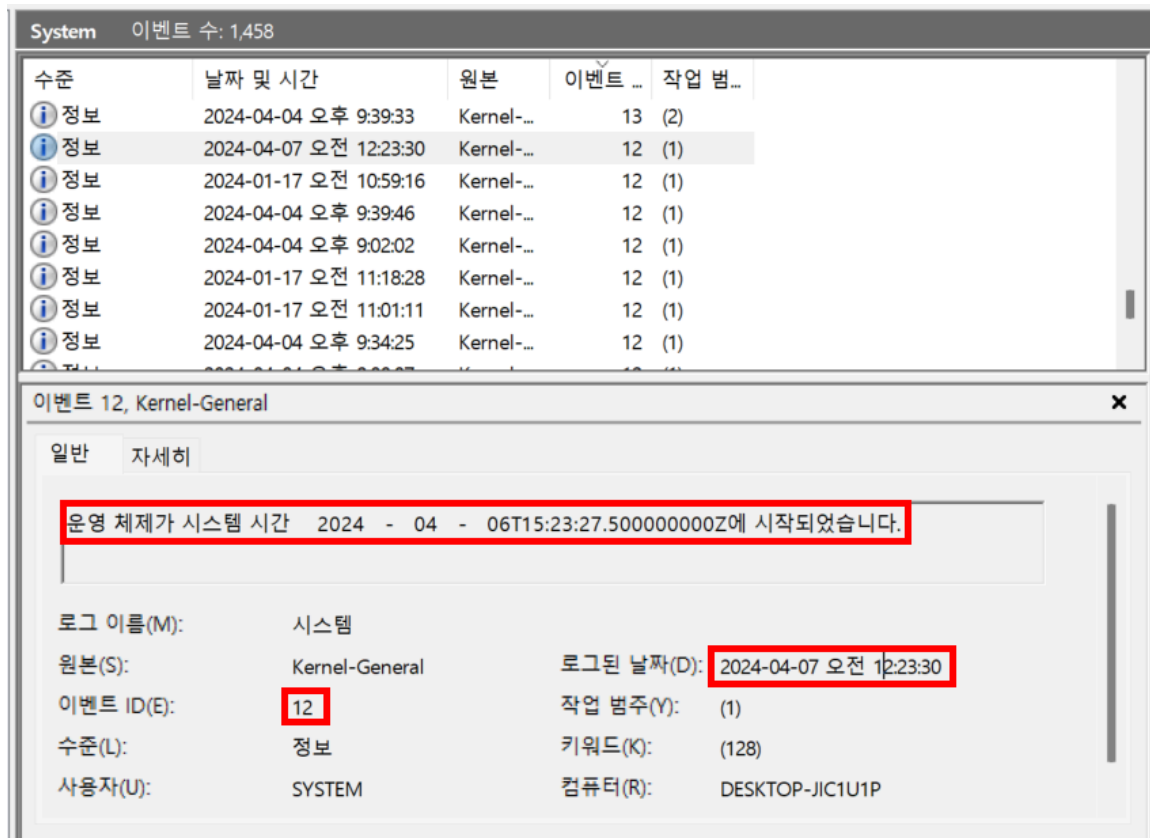 System 이벤트 수: 1,458
수준 날짜 및 시간 원본 이벤트 ... 작업 범...
정보 2024-04-04 오후 9:39:33 Kernel-... 13 (2)
정보 2024-04-07 오전 12:23:30 Kernel-... 12 (1)
정보 2024-01-17 오전 10:59:16 Kernel-... 12 (1)
정보 2024-04-04 오후 9:39:46 Kernel-... 12 (1)
정보 2024-04-04 오후 9:02:02 Kernel-... 12 (1)
정보 2024-01-17 오전 11:18:28 Kernel-... 12 (1)
정보 2024-01-17 오전 11:01:11 Kernel-... 12 (1)
정보 2024-04-04 오후 9:34:25 Kernel-... 12 (1)
이벤트 12, Kernel-General
일반 자세히
운영 체제가 시스템 시간 2024 - 04 - 06T15:23:27.500000000Z에 시작되었습니다.
로그 이름(M): 시스템
원본(S): Kernel-General 로그된 날짜(D): 2024-04-07 오전 12:23:30
이벤트 ID(E): 12 작업 범주(Y): (1)
수준(L): 정보 키워드(K): (128)
사용자(U): SYSTEM 컴퓨터(R): DESKTOP-JIC1U1P